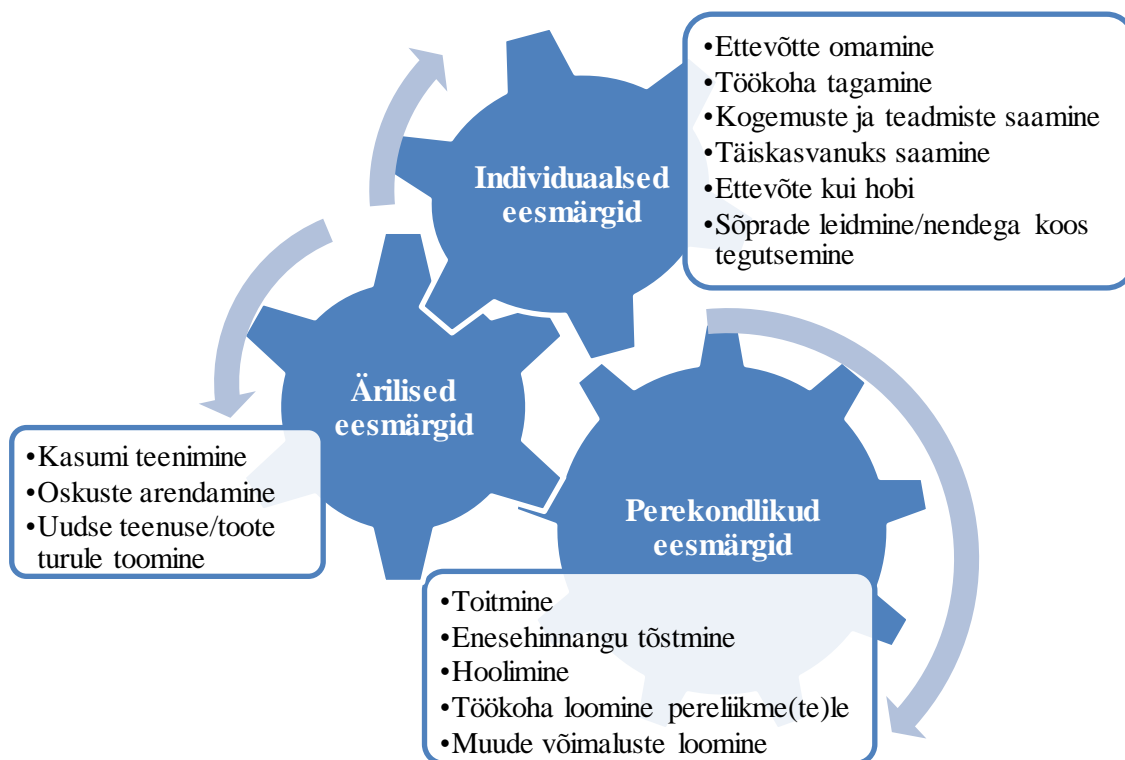 Individuaalsed
eesmärgid
•Ettevõtte omamine
•Töökoha tagamine
•Kogemuste ja teadmiste saamine
•Täiskasvanuks saamine
•Ettevõte kui hobi
•Sõprade leidmine/nendega koos
tegutsemine
Ärilised
eesmärgid
•Kasumi teenimine
•Oskuste arendamine
•Uudse teenuse/toote
turule toomine
Perekondlikud
eesmärgid
•Toitmine
•Enesehinnangu tõstmine
•Hoolimine
•Töökoha loomine pereliikme(te)le
•Muude võimaluste loomine